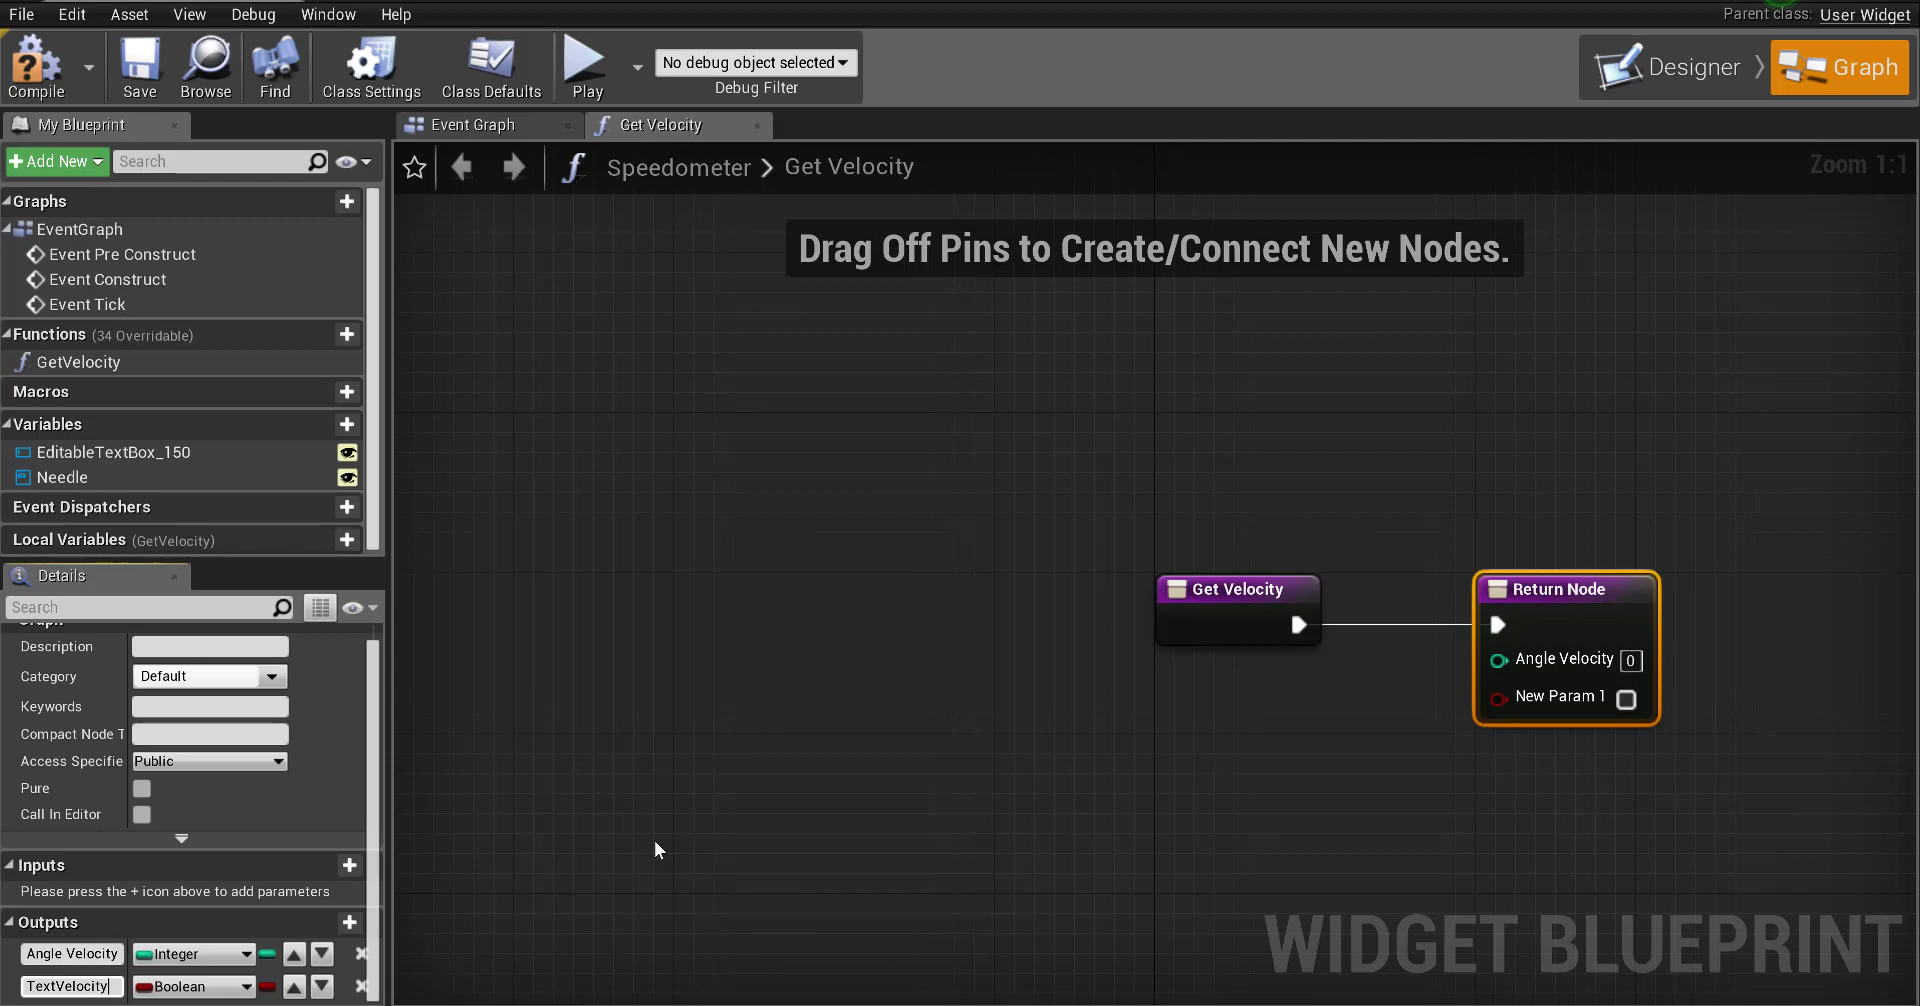 File Edit Asset View Debug Window Help
Parent class: User Widget
Compile Save Browse Find Class Settings Class Defaults Play
No debug object selected
Debug Filter
Designer Graph
My Blueprint
Event Graph Get Velocity
Add New Search
Speedometer Get Velocity
Zoom 1:1
Graphs
EventGraph
Event Pre Construct
Event Construct
Event Tick
Functions (34 Overridable)
GetVelocity
Macros
Variables
EditableTextBox_150
Needle
Event Dispatchers
Local Variables (GetVelocity)
Drag Off Pins to Create/Connect New Nodes.
Get Velocity
Return Node
Angle Velocity 0
New Param 1
Details
Search
Graph
Description
Category Default
Keywords
Compact Node T
Access Specifie Public
Pure
Call In Editor
Inputs
Please press the + icon above to add parameters
Outputs
Angle Velocity Integer
TextVelocity Boolean
WIDGET BLUEPRINT